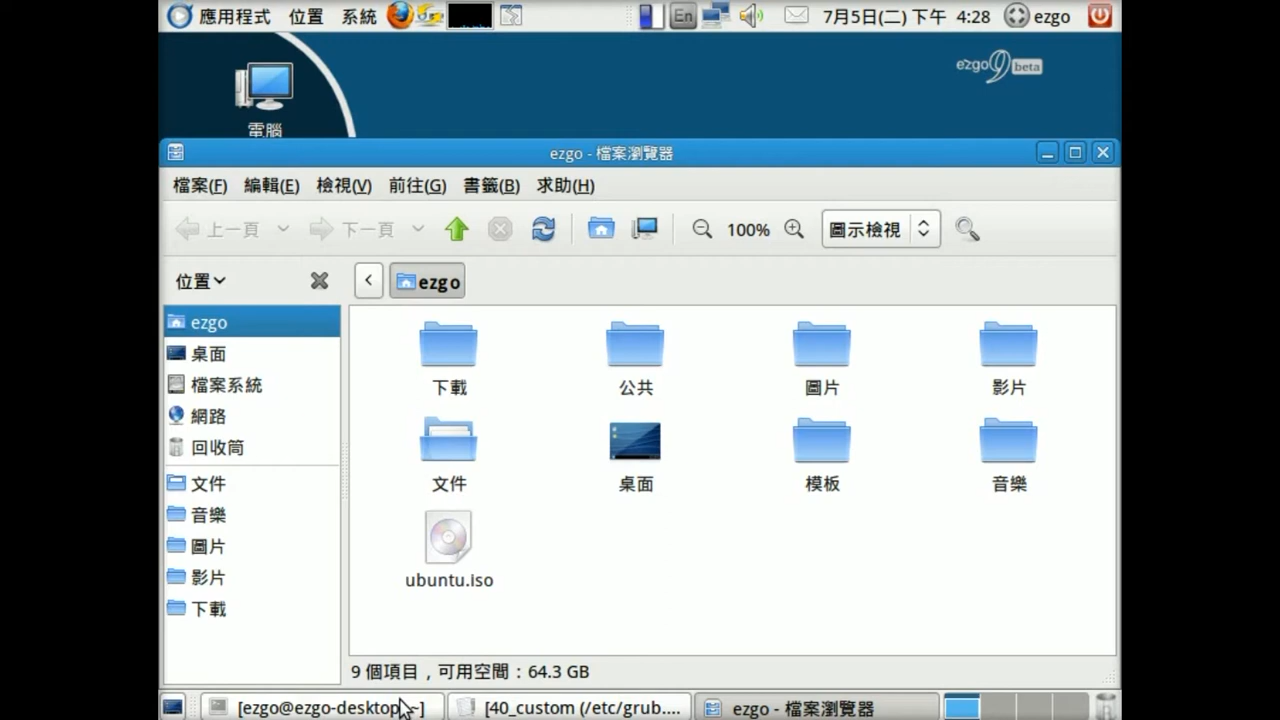 應用程式 位置 系統 En 7月5日(二) 下午 4:28 ezgo
ezgo9 beta
電腦
ezgo - 檔案瀏覽器
檔案(F) 編輯(E) 檢視(V) 前往(G) 書籤(B) 求助(H)
上一頁 下一頁 100% 圖示檢視
位置 ezgo
ezgo
桌面
檔案系統
網路
回收筒
文件
音樂
圖片
影片
下載
下載 公共 圖片 影片
文件 桌面 模板 音樂
ubuntu.iso
9 個項目，可用空間：64.3 GB
[ezgo@ezgo-desktop: ~] [40_custom (/etc/grub.... ezgo - 檔案瀏覽器